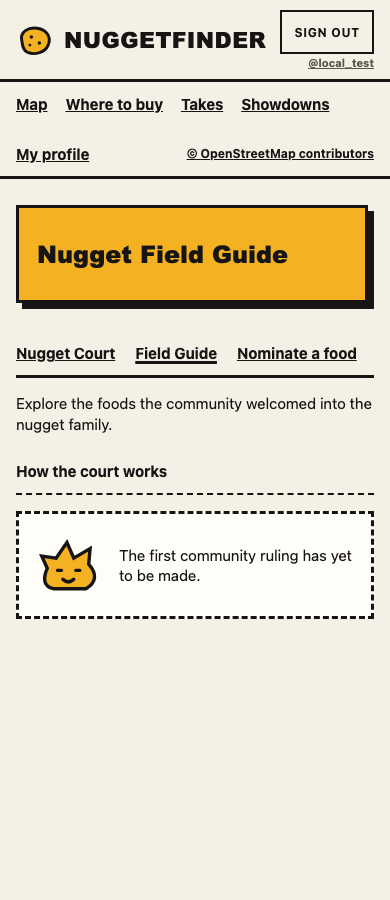 NUGGETFINDER
SIGN OUT
@local_test
Map Where to buy Takes Showdowns
My profile © OpenStreetMap contributors
Nugget Field Guide
Nugget Court Field Guide Nominate a food
Explore the foods the community welcomed into the
nugget family.
How the court works
The first community ruling has yet
to be made.